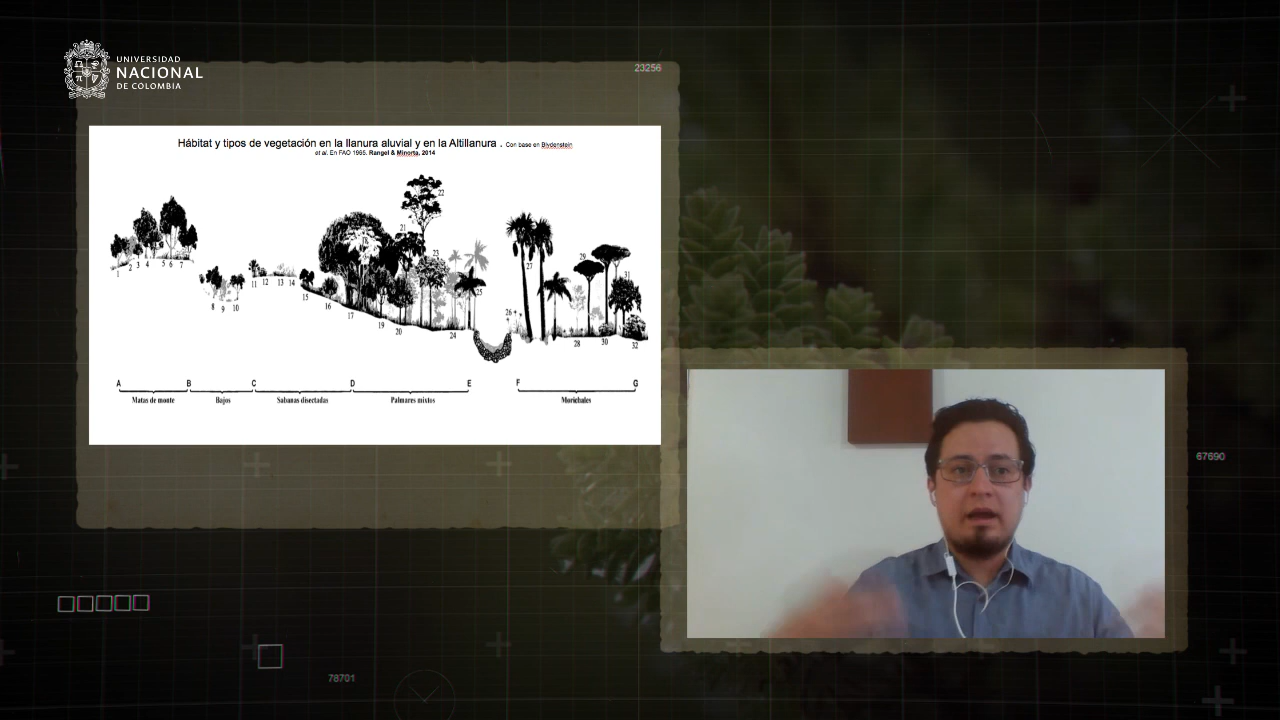 UNIVERSIDAD
NACIONAL
DE COLOMBIA
23256
Hábitat y tipos de vegetación en la llanura aluvial y en la Altillanura . Con base en Blydenstein
et al. En FAO 1965. Rangel & Minorta, 2014
22
21
23
27
29
31
25
26
1 2 3 4 5 6 7
8 9 10
11 12 13 14
15
16
17
19
20
24
28
30
32
A B C D E F G
Matas de monte Bajos Sabanas disectadas Palmares mixtos Morichales
67690
78701